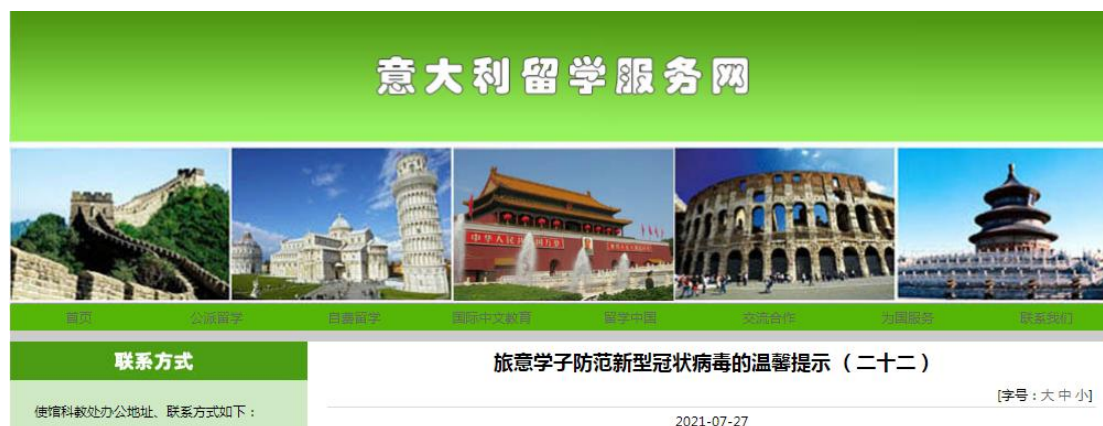 意大利留学服务网
首页 公派留学 自费留学 国际中文教育 留学中国 交流合作 为国服务 联系我们
联系方式
旅意学子防范新型冠状病毒的温馨提示（二十二）
[字号：大 中 小]
使馆科教处办公地址、联系方式如下：
2021-07-27